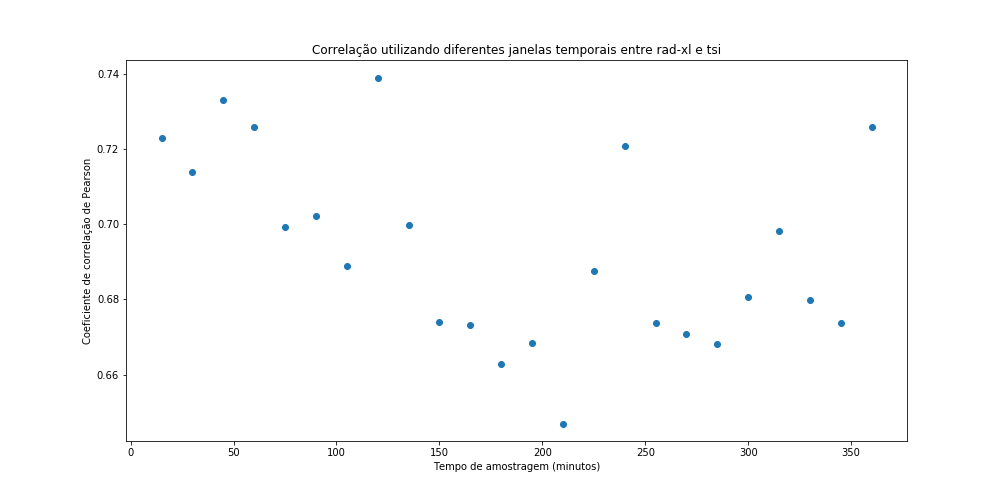 Correlação utilizando diferentes janelas temporais entre rad-xl e tsi
Coeficiente de correlação de Pearson
0.74
0.72
0.70
0.68
0.66
0 50 100 150 200 250 300 350
Tempo de amostragem (minutos)